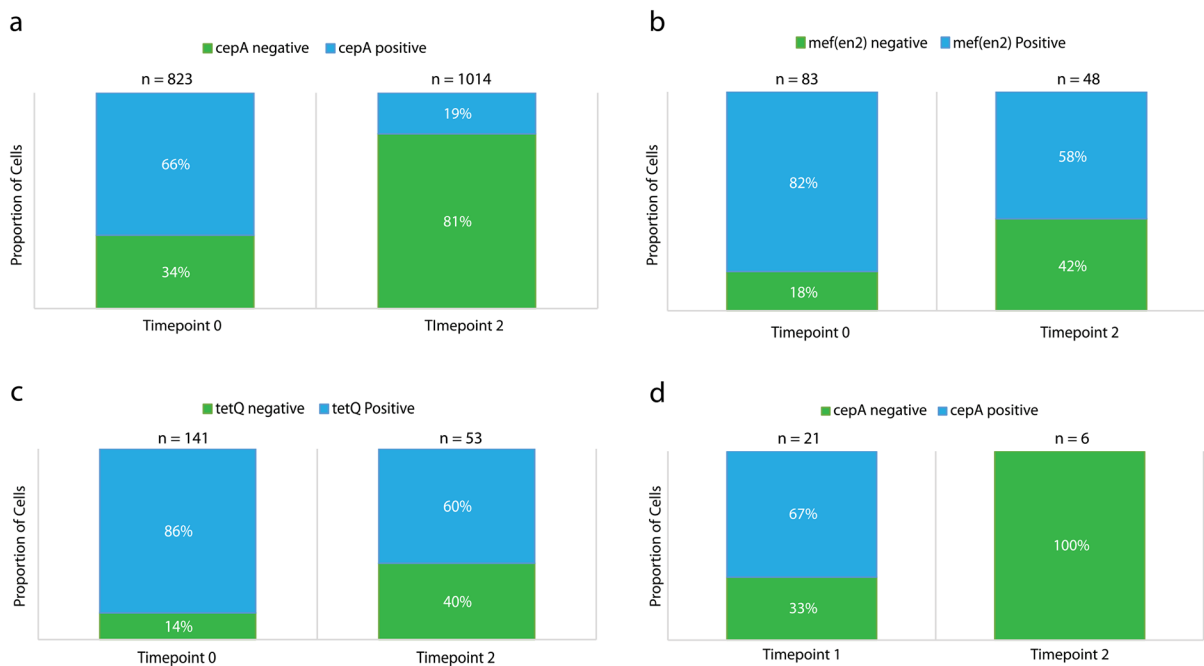 a
cepA negative cepA positive
n = 823 n = 1014
66% 19%
34% 81%
Proportion of Cells
Timepoint 0 TImepoint 2
b
mef(en2) negative mef(en2) Positive
n = 83 n = 48
82% 58%
18% 42%
Proportion of Cells
Timepoint 0 Timepoint 2
c
tetQ negative tetQ Positive
n = 141 n = 53
86% 60%
14% 40%
Proportion of Cells
Timepoint 0 Timepoint 2
d
cepA negative cepA positive
n = 21 n = 6
67% 100%
33%
Proportion of Cells
Timepoint 1 Timepoint 2